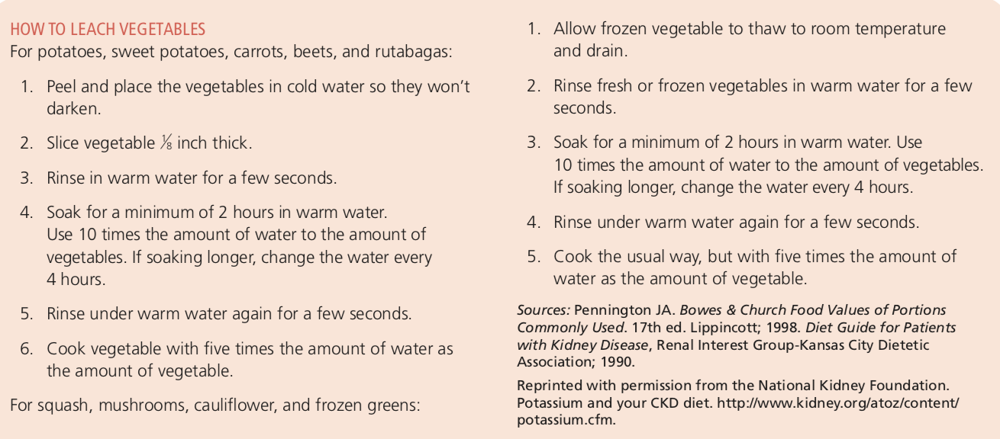 HOW TO LEACH VEGETABLES
For potatoes, sweet potatoes, carrots, beets, and rutabagas:
1. Peel and place the vegetables in cold water so they won’t
darken.
2. Slice vegetable ⅛ inch thick.
3. Rinse in warm water for a few seconds.
4. Soak for a minimum of 2 hours in warm water.
Use 10 times the amount of water to the amount of
vegetables. If soaking longer, change the water every
4 hours.
5. Rinse under warm water again for a few seconds.
6. Cook vegetable with five times the amount of water as
the amount of vegetable.
For squash, mushrooms, cauliflower, and frozen greens:
1. Allow frozen vegetable to thaw to room temperature
and drain.
2. Rinse fresh or frozen vegetables in warm water for a few
seconds.
3. Soak for a minimum of 2 hours in warm water. Use
10 times the amount of water to the amount of vegetables.
If soaking longer, change the water every 4 hours.
4. Rinse under warm water again for a few seconds.
5. Cook the usual way, but with five times the amount of
water as the amount of vegetable.
Sources: Pennington JA. Bowes & Church Food Values of Portions
Commonly Used. 17th ed. Lippincott; 1998. Diet Guide for Patients
with Kidney Disease, Renal Interest Group-Kansas City Dietetic
Association; 1990.
Reprinted with permission from the National Kidney Foundation.
Potassium and your CKD diet. http://www.kidney.org/atoz/content/
potassium.cfm.